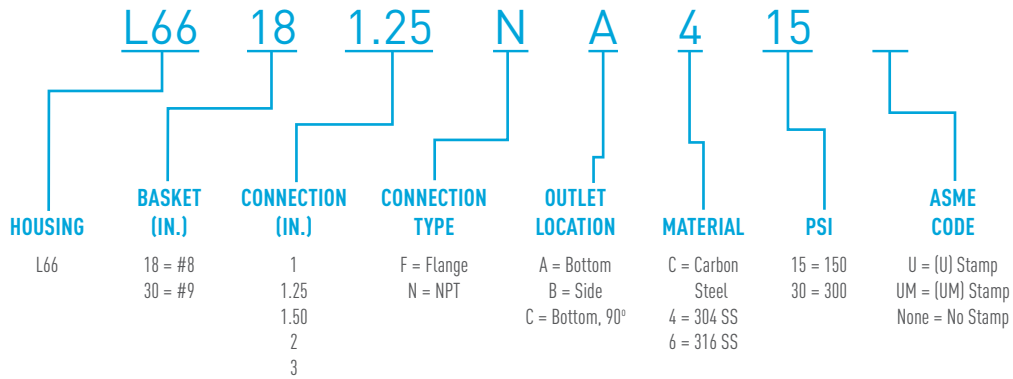 L66 18 1.25 N A 4 15
HOUSING
L66
BASKET
(IN.)
18 = #8
30 = #9
CONNECTION
(IN.)
1
1.25
1.50
2
3
CONNECTION
TYPE
F = Flange
N = NPT
OUTLET
LOCATION
A = Bottom
B = Side
C = Bottom, 90º
MATERIAL
C = Carbon
Steel
4 = 304 SS
6 = 316 SS
PSI
15 = 150
30 = 300
ASME
CODE
U = (U) Stamp
UM = (UM) Stamp
None = No Stamp